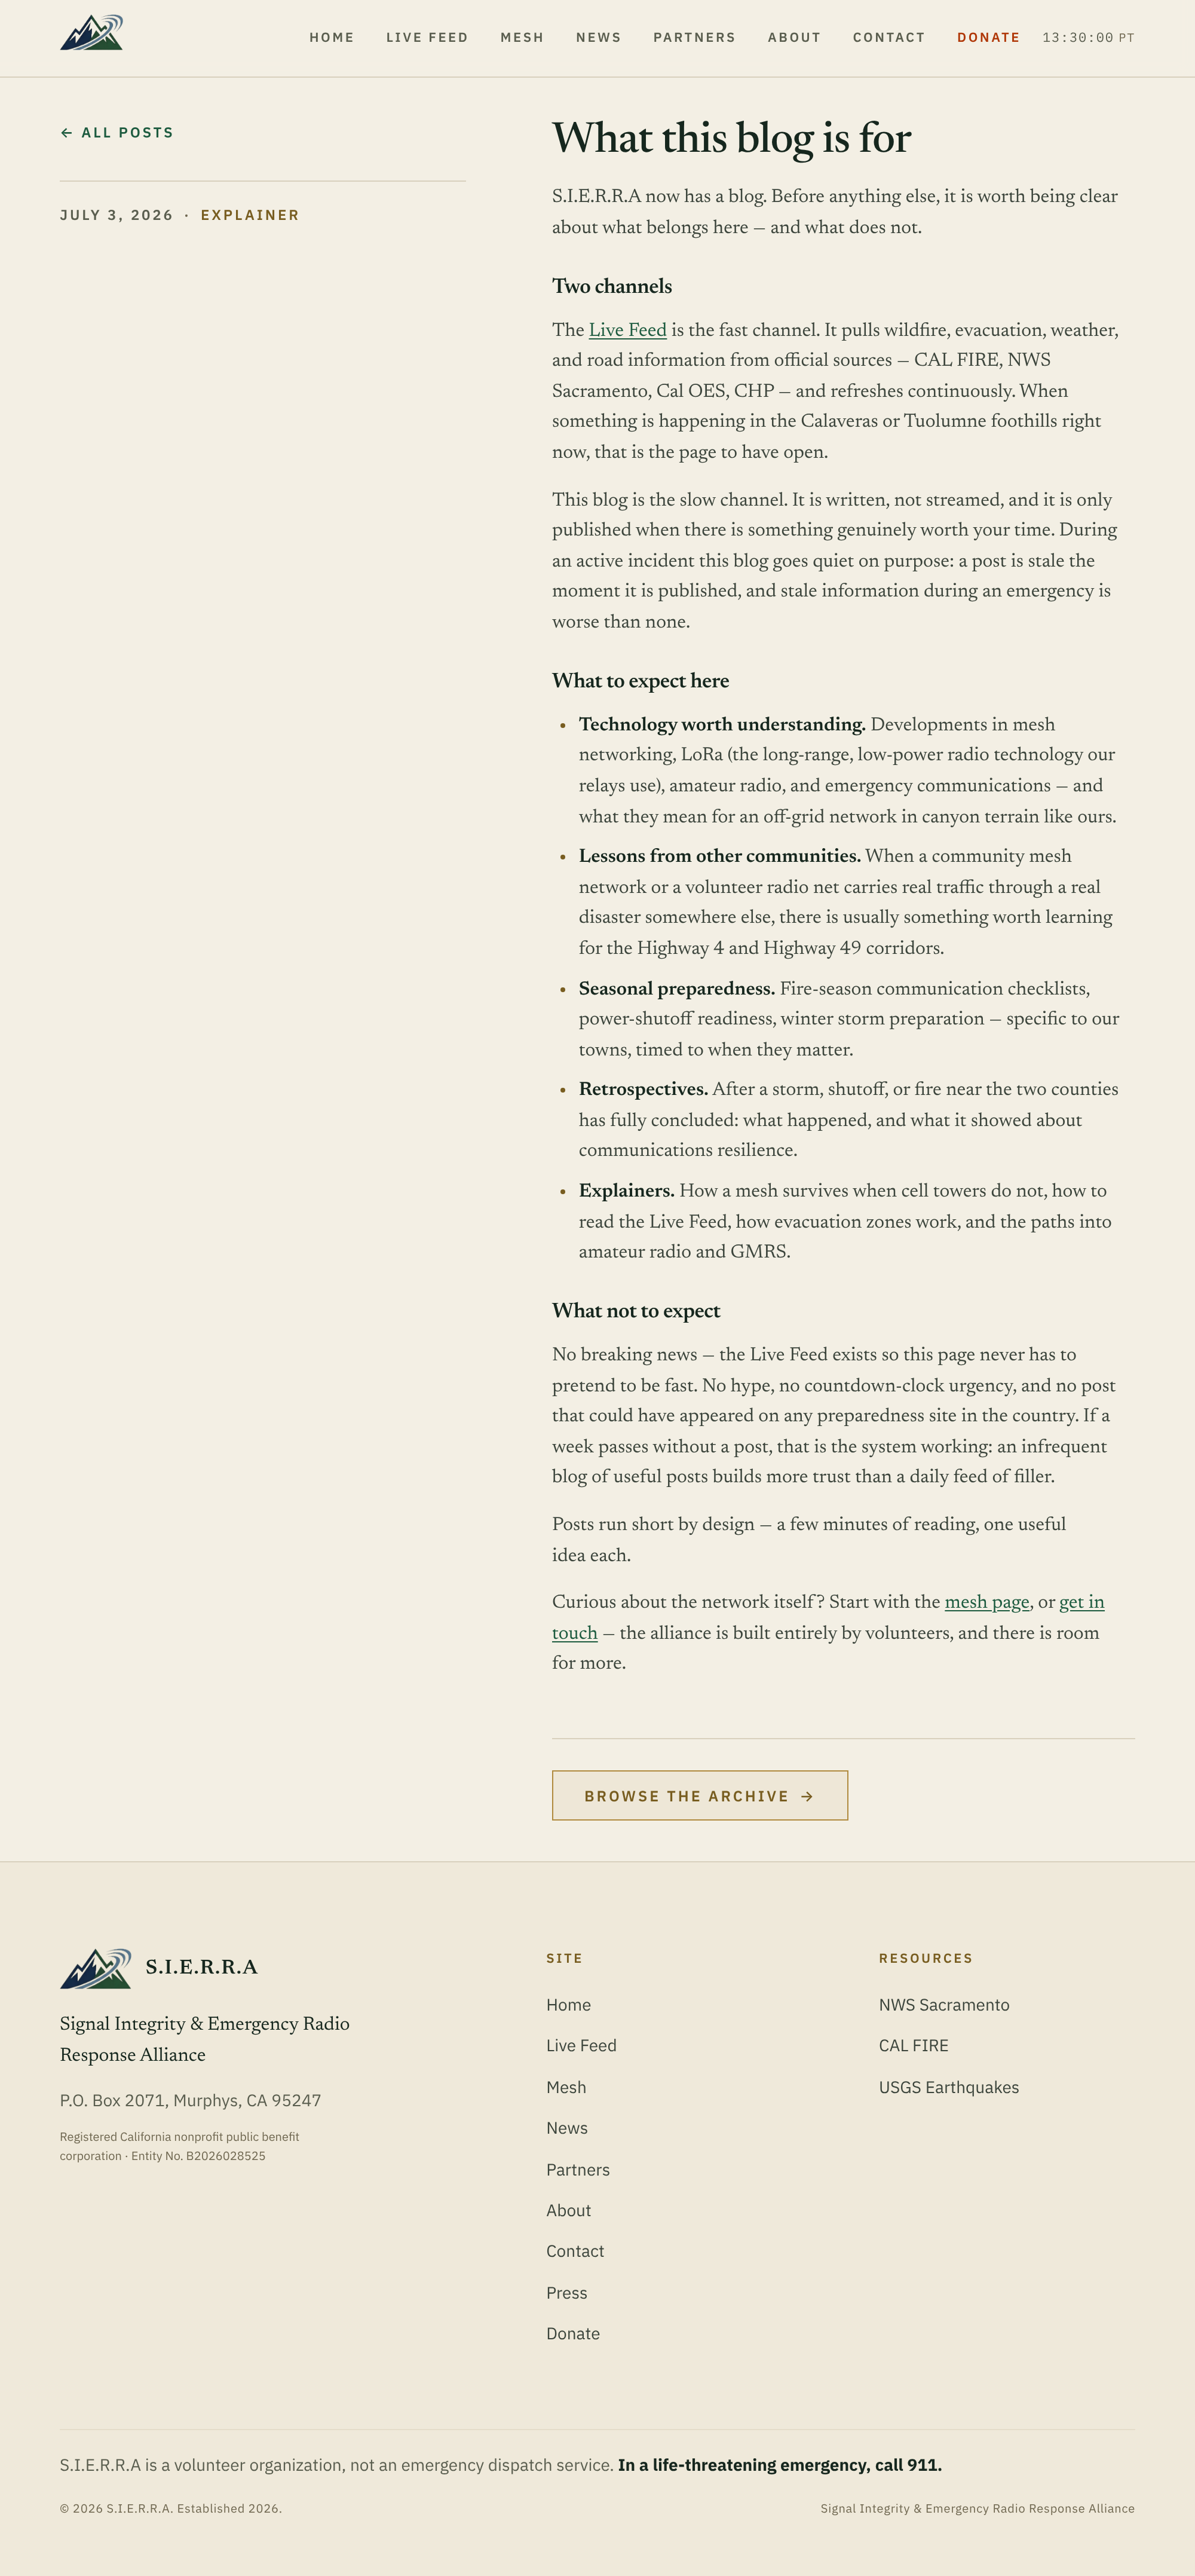 HOME LIVE FEED MESH NEWS PARTNERS ABOUT CONTACT DONATE 13:30:00 PT
← ALL POSTS
JULY 3, 2026 · EXPLAINER
What this blog is for
S.I.E.R.R.A now has a blog. Before anything else, it is worth being clear
about what belongs here — and what does not.
Two channels
The Live Feed is the fast channel. It pulls wildfire, evacuation, weather,
and road information from official sources — CAL FIRE, NWS
Sacramento, Cal OES, CHP — and refreshes continuously. When
something is happening in the Calaveras or Tuolumne foothills right
now, that is the page to have open.
This blog is the slow channel. It is written, not streamed, and it is only
published when there is something genuinely worth your time. During
an active incident this blog goes quiet on purpose: a post is stale the
moment it is published, and stale information during an emergency is
worse than none.
What to expect here
• Technology worth understanding. Developments in mesh
networking, LoRa (the long-range, low-power radio technology our
relays use), amateur radio, and emergency communications — and
what they mean for an off-grid network in canyon terrain like ours.
• Lessons from other communities. When a community mesh
network or a volunteer radio net carries real traffic through a real
disaster somewhere else, there is usually something worth learning
for the Highway 4 and Highway 49 corridors.
• Seasonal preparedness. Fire-season communication checklists,
power-shutoff readiness, winter storm preparation — specific to our
towns, timed to when they matter.
• Retrospectives. After a storm, shutoff, or fire near the two counties
has fully concluded: what happened, and what it showed about
communications resilience.
• Explainers. How a mesh survives when cell towers do not, how to
read the Live Feed, how evacuation zones work, and the paths into
amateur radio and GMRS.
What not to expect
No breaking news — the Live Feed exists so this page never has to
pretend to be fast. No hype, no countdown-clock urgency, and no post
that could have appeared on any preparedness site in the country. If a
week passes without a post, that is the system working: an infrequent
blog of useful posts builds more trust than a daily feed of filler.
Posts run short by design — a few minutes of reading, one useful
idea each.
Curious about the network itself? Start with the mesh page, or get in
touch — the alliance is built entirely by volunteers, and there is room
for more.
BROWSE THE ARCHIVE →
S.I.E.R.R.A
Signal Integrity & Emergency Radio
Response Alliance
P.O. Box 2071, Murphys, CA 95247
Registered California nonprofit public benefit
corporation · Entity No. B2026028525
SITE
Home
Live Feed
Mesh
News
Partners
About
Contact
Press
Donate
RESOURCES
NWS Sacramento
CAL FIRE
USGS Earthquakes
S.I.E.R.R.A is a volunteer organization, not an emergency dispatch service. In a life-threatening emergency, call 911.
© 2026 S.I.E.R.R.A. Established 2026.
Signal Integrity & Emergency Radio Response Alliance